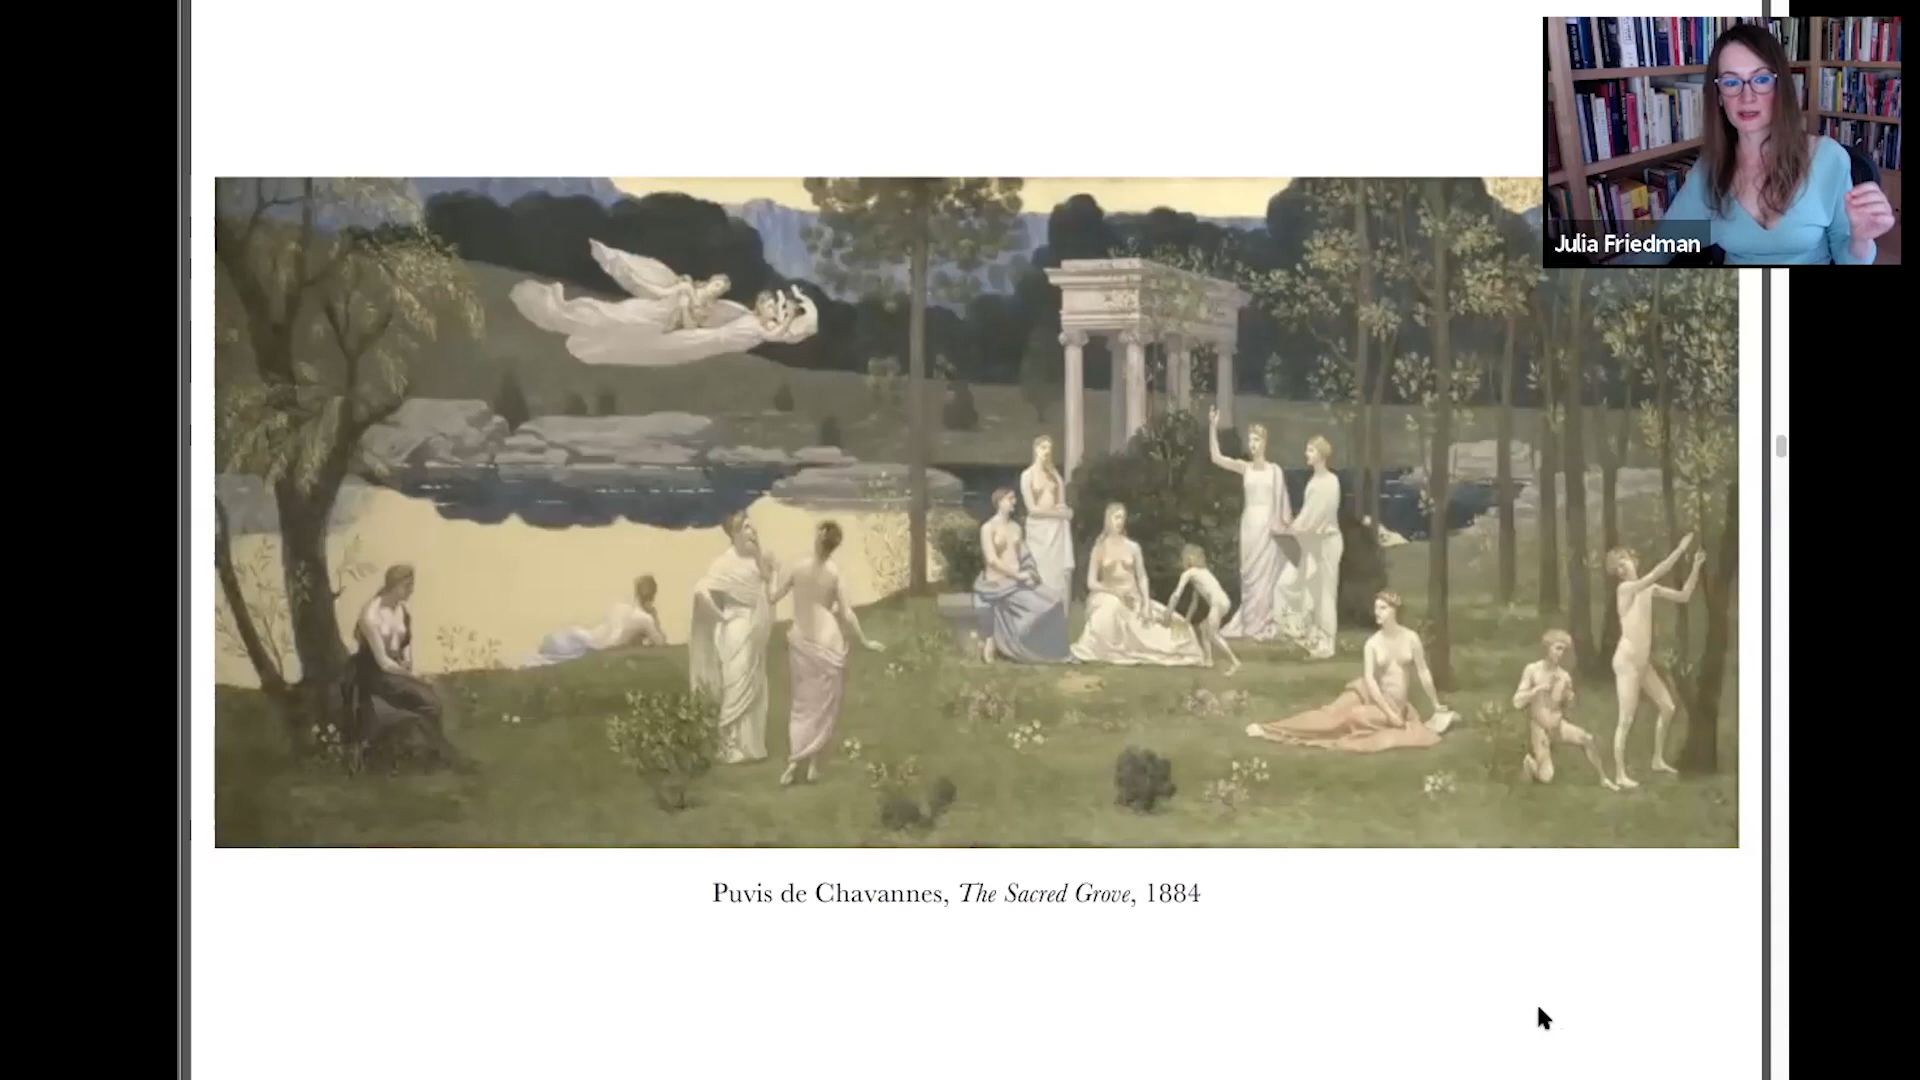 Julia Friedman
Puvis de Chavannes, The Sacred Grove, 1884